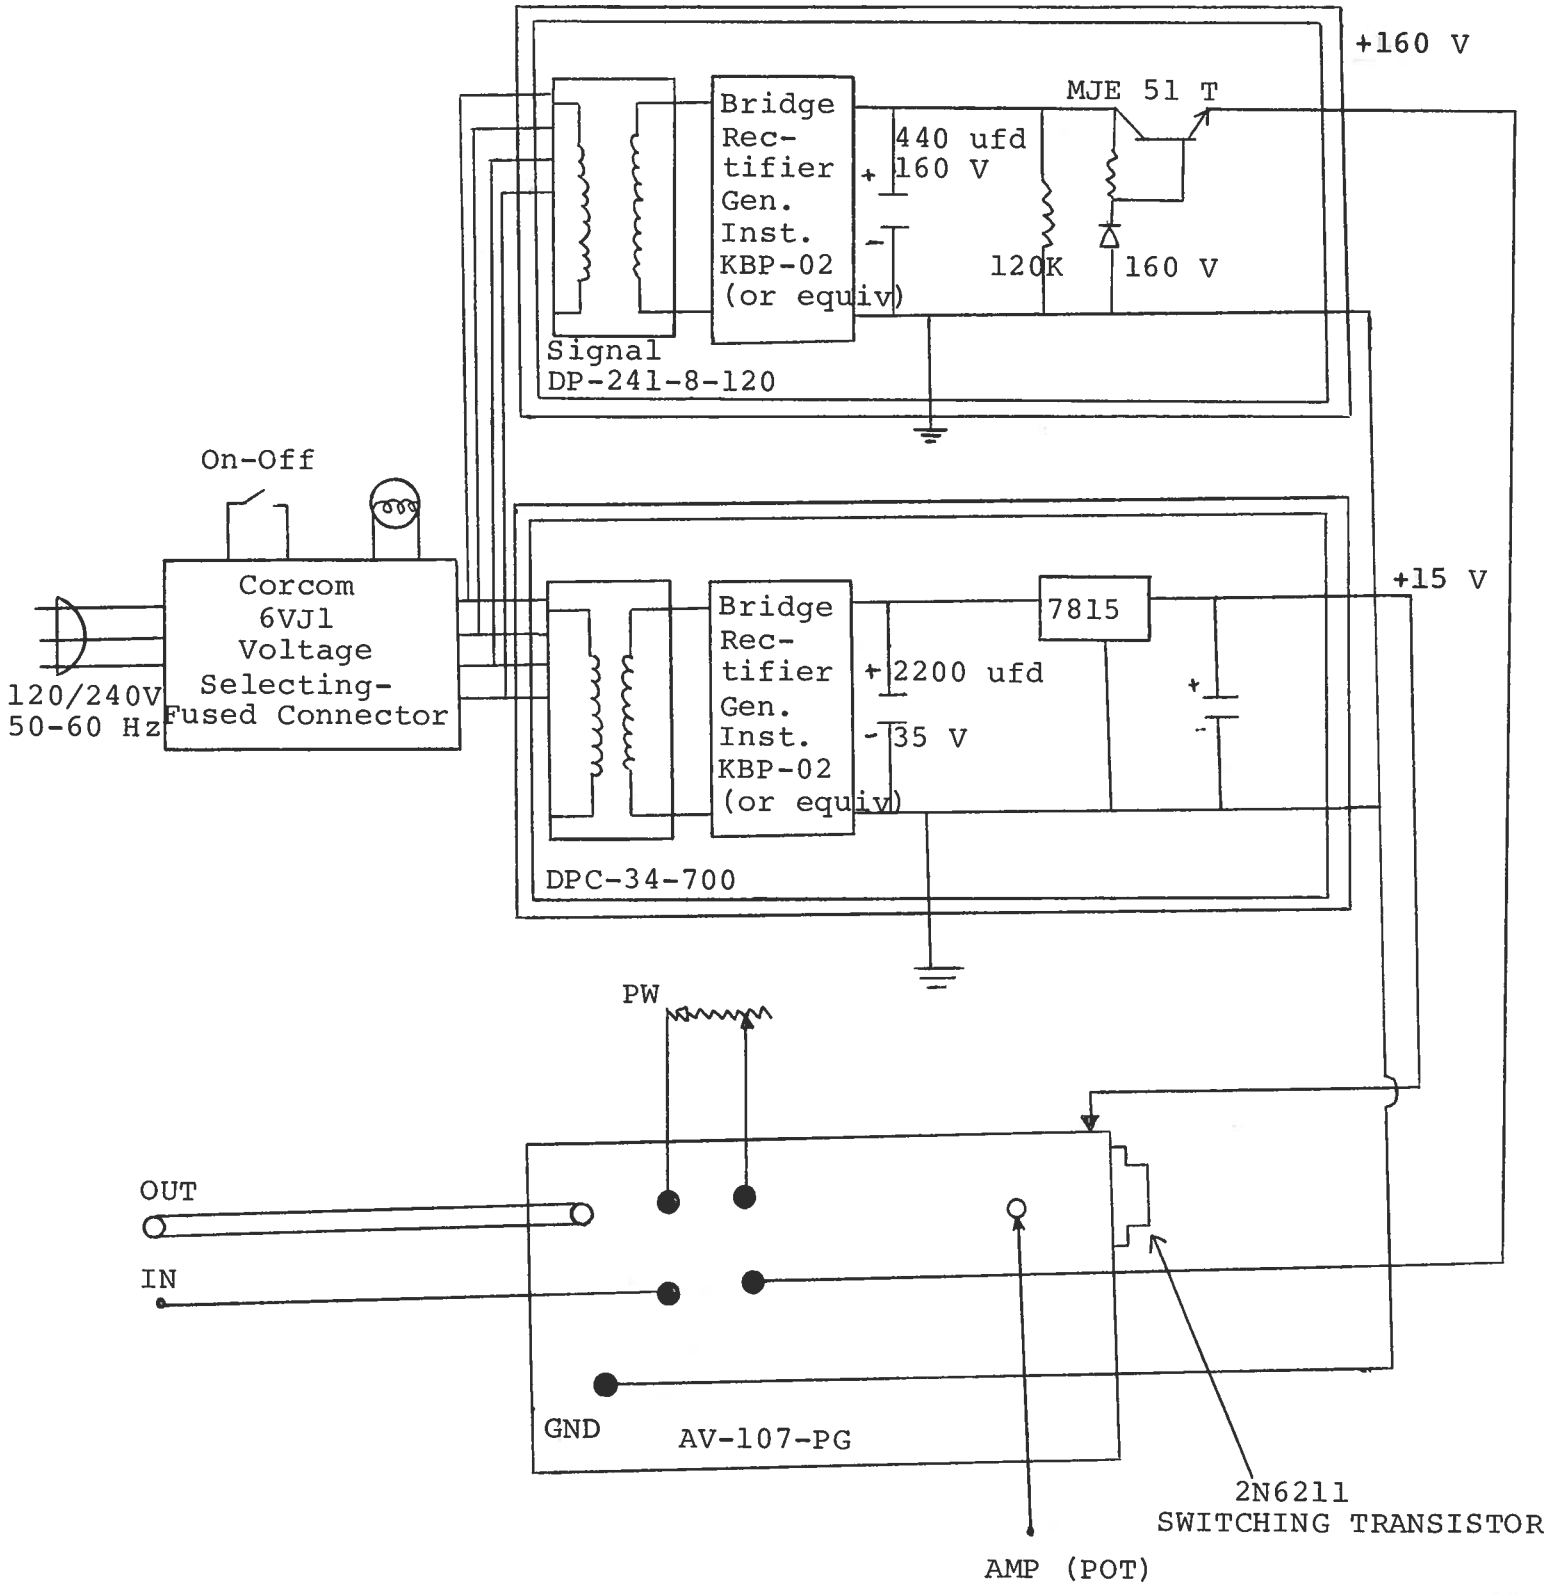 +160 V
MJE 51 T
Bridge
Rec-
tifier
Gen.
Inst.
KBP-02
(or equiv)
440 ufd
160 V
+
-
120K
160 V
Signal
DP-241-8-120
On-Off
Corcom
6VJ1
Voltage
Selecting-
Fused Connector
120/240V
50-60 Hz
+15 V
Bridge
Rec-
tifier
Gen.
Inst.
KBP-02
(or equiv)
+ 2200 ufd
- 35 V
7815
+
-
DPC-34-700
PW
OUT
IN
GND
AV-107-PG
2N6211
SWITCHING TRANSISTOR
AMP (POT)